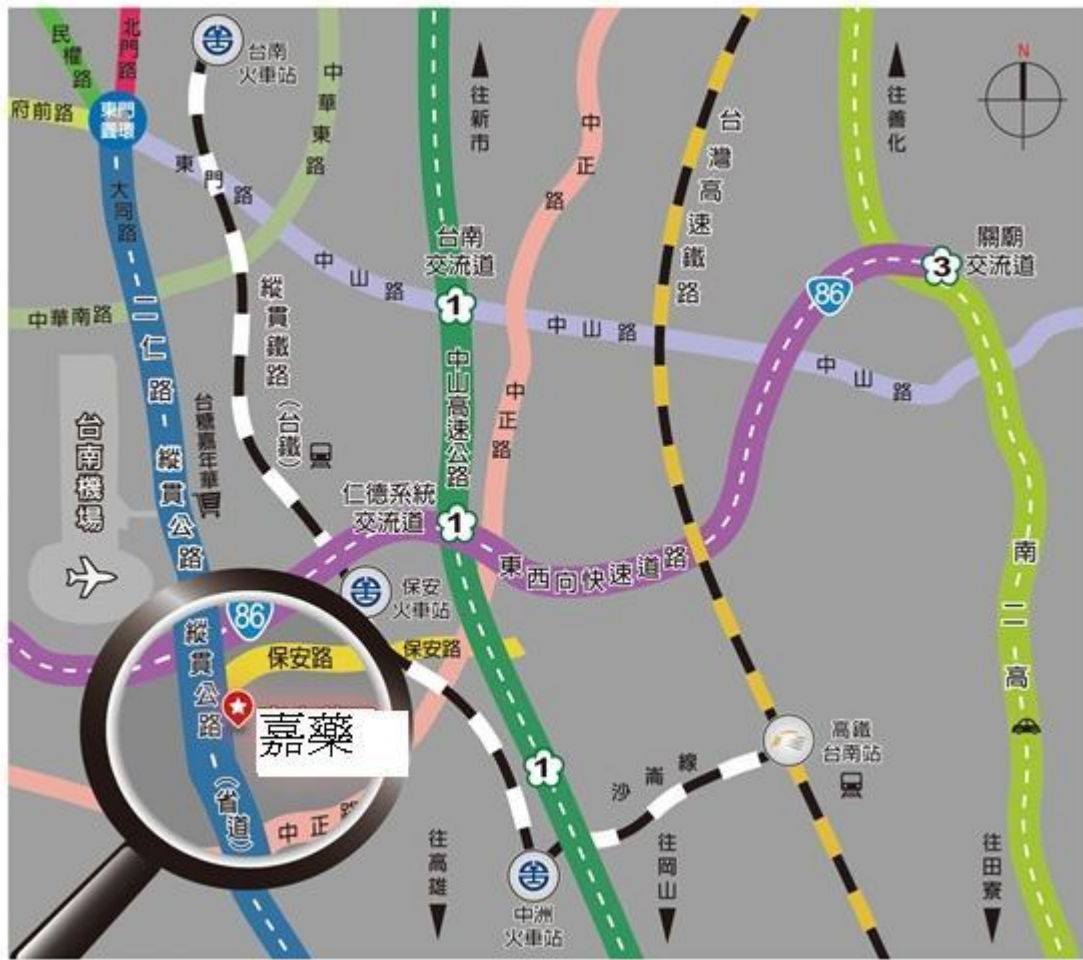 民權路
北門路
台南
火車站
中華東路
往新市
往善化
N
府前路
東門
圓環
東門路
大同路
中正路
台灣高速鐵路
台南
交流道
關廟
交流道
3
86
1
中山路
中山路
中山路
中華南路
二仁路
縱貫鐵路(台鐵)
中山高速公路
中正路
台糖嘉年華
台南機場
縱貫公路
仁德系統
交流道
1
東西向快速道路
南二高
保安
火車站
86
縱貫公路(省道)
保安路
保安路
嘉藥
高鐵
台南站
1
沙崙線
中正路
往高雄
往岡山
往田寮
中洲
火車站